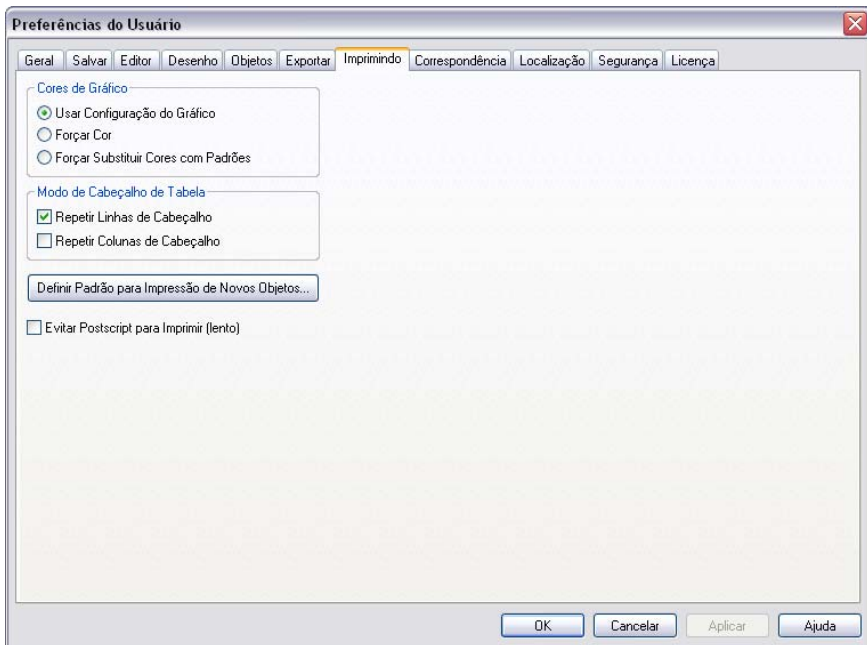 Preferências do Usuário
Geral Salvar Editor Desenho Objetos Exportar Imprimindo Correspondência Localização Segurança Licença
Cores de Gráfico
Usar Configuração do Gráfico
Forçar Cor
Forçar Substituir Cores com Padrões
Modo de Cabeçalho de Tabela
Repetir Linhas de Cabeçalho
Repetir Colunas de Cabeçalho
Definir Padrão para Impressão de Novos Objetos...
Evitar Postscript para Imprimir (lento)
OK Cancelar Aplicar Ajuda